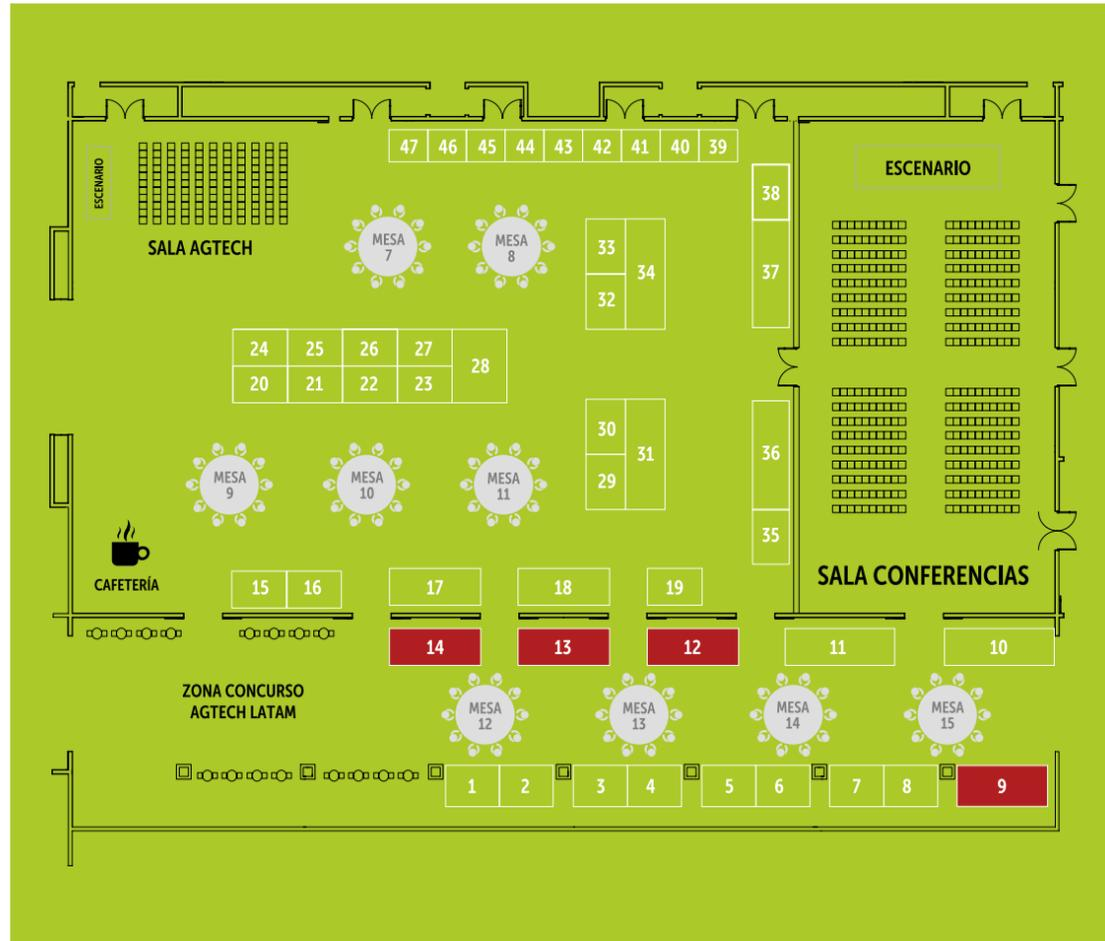 47 46 45 44 43 42 41 40 39
ESCENARIO
ESCENARIO
38
SALA AGTECH
MESA
7
MESA
8
33
34
32
37
24 25 26 27
28
20 21 22 23
30
31
29
36
35
MESA
9
MESA
10
MESA
11
CAFETERÍA
SALA CONFERENCIAS
15 16 17 18 19
14 13 12 11 10
ZONA CONCURSO
AGTECH LATAM
MESA
12
MESA
13
MESA
14
MESA
15
1 2 3 4 5 6 7 8 9